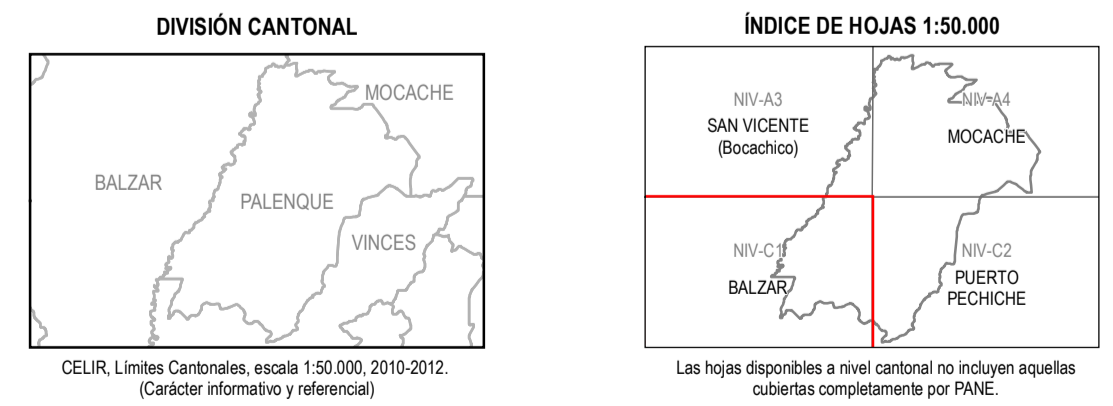 DIVISIÓN CANTONAL
MOCACHE
BALZAR
PALENQUE
VINCES
CELIR, Límites Cantonales, escala 1:50.000, 2010-2012.
(Carácter informativo y referencial)
ÍNDICE DE HOJAS 1:50.000
NIV-A3
SAN VICENTE
(Bocachico)
NIV-A4
MOCACHE
NIV-C1
BALZAR
NIV-C2
PUERTO
PECHICHE
Las hojas disponibles a nivel cantonal no incluyen aquellas
cubiertas completamente por PANE.